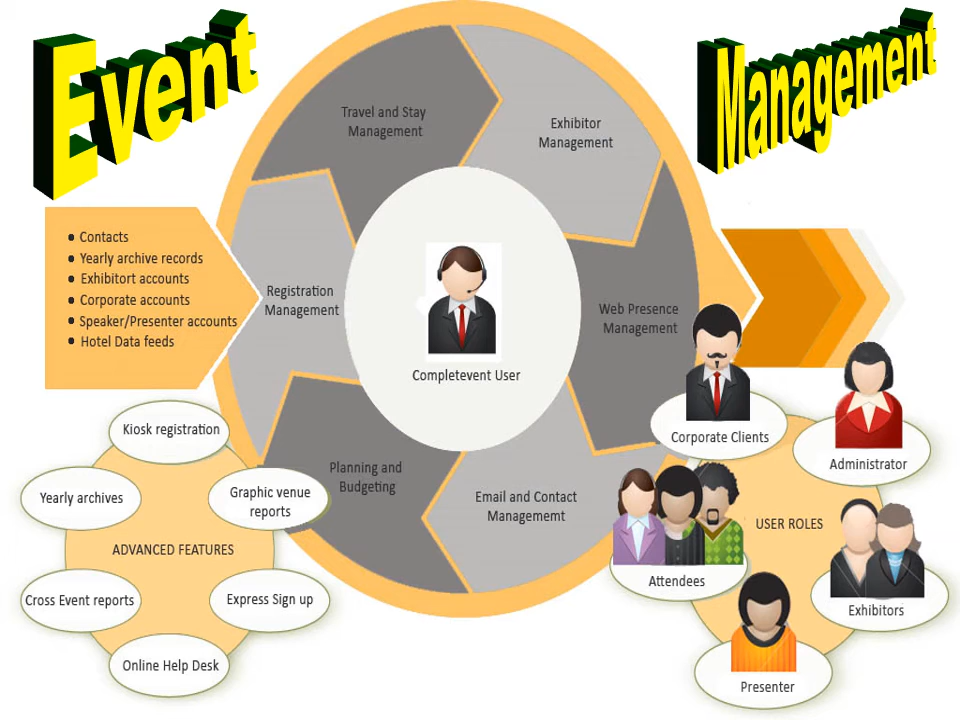 Event
Management
Travel and Stay
Management
Exhibitor
Management
Contacts
Yearly archive records
Exhibitort accounts
Corporate accounts
Speaker/Presenter accounts
Hotel Data feeds
Registration
Management
Web Presence
Management
Completevent User
Planning and
Budgeting
Email and Contact
Managememt
Kiosk registration
Yearly archives
Graphic venue
reports
ADVANCED FEATURES
Cross Event reports
Express Sign up
Online Help Desk
Corporate Clients
Administrator
USER ROLES
Attendees
Exhibitors
Presenter